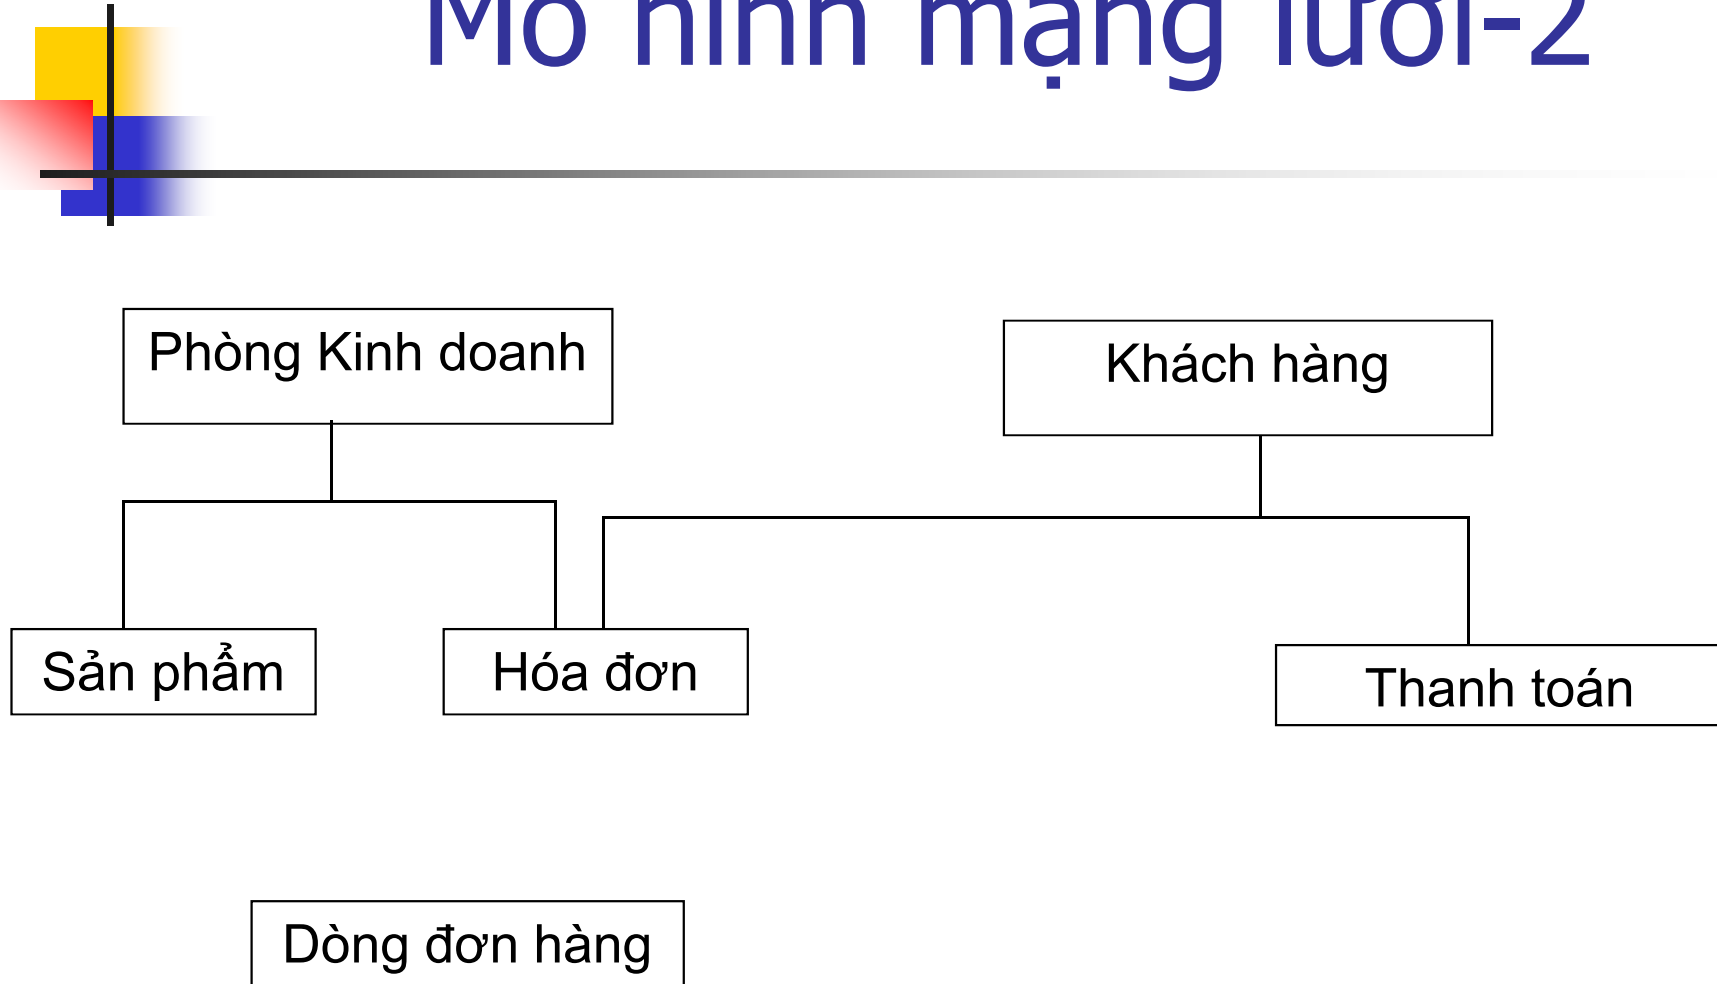 Mô hình mạng lưới-2
Phòng Kinh doanh
Khách hàng
Sản phẩm
Hóa đơn
Thanh toán
Dòng đơn hàng